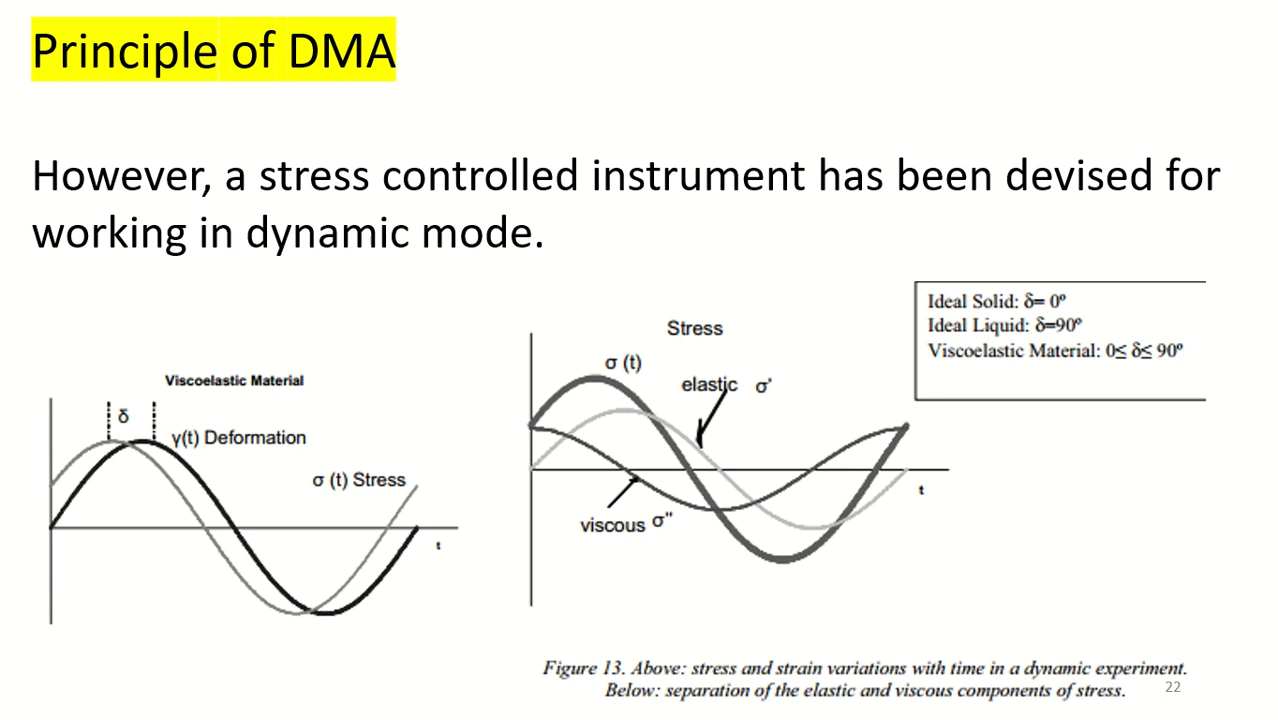 Principle of DMA
However, a stress controlled instrument has been devised for
working in dynamic mode.
Viscoelastic Material
δ
γ(t) Deformation
σ (t) Stress
t
Stress
σ (t)
elastic σ'
viscous σ"
t
Ideal Solid: δ= 0º
Ideal Liquid: δ=90º
Viscoelastic Material: 0≤ δ≤ 90º
Figure 13. Above: stress and strain variations with time in a dynamic experiment.
Below: separation of the elastic and viscous components of stress.
22